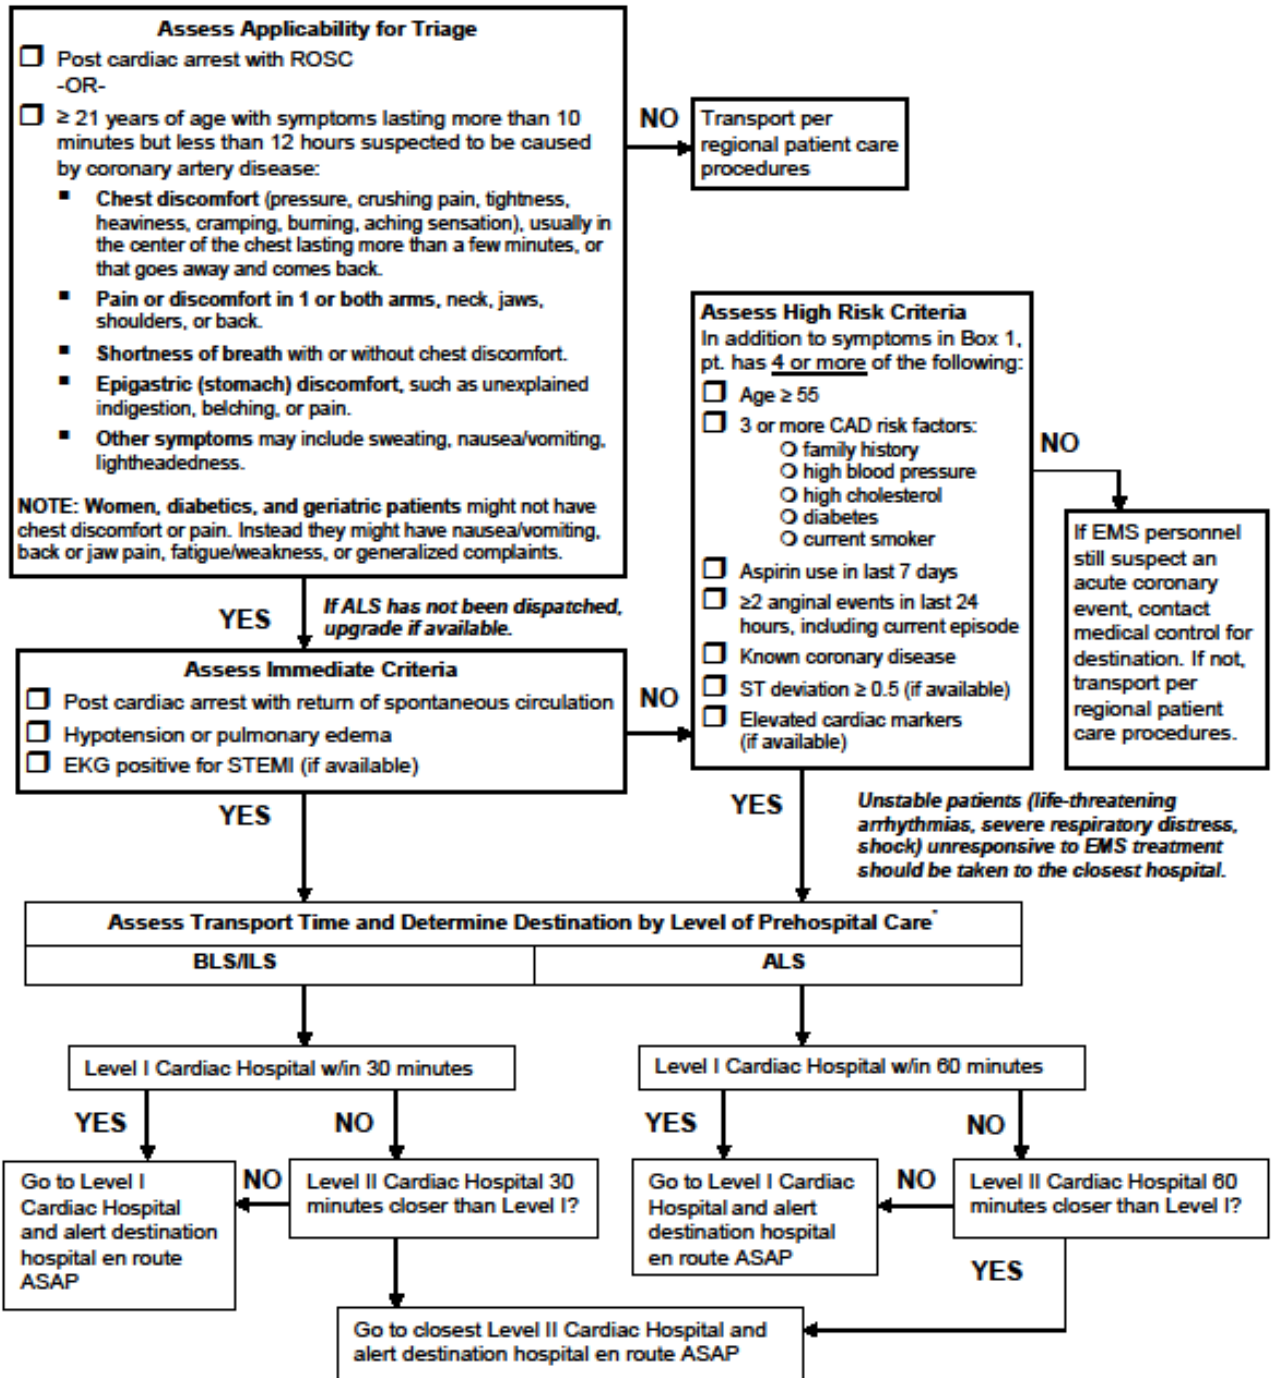 Assess Applicability for Triage
Post cardiac arrest with ROSC
-OR-
≥ 21 years of age with symptoms lasting more than 10
minutes but less than 12 hours suspected to be caused
by coronary artery disease:
Chest discomfort (pressure, crushing pain, tightness,
heaviness, cramping, burning, aching sensation), usually in
the center of the chest lasting more than a few minutes, or
that goes away and comes back.
Pain or discomfort in 1 or both arms, neck, jaws,
shoulders, or back.
Shortness of breath with or without chest discomfort.
Epigastric (stomach) discomfort, such as unexplained
indigestion, belching, or pain.
Other symptoms may include sweating, nausea/vomiting,
lightheadedness.
NOTE: Women, diabetics, and geriatric patients might not have
chest discomfort or pain. Instead they might have nausea/vomiting,
back or jaw pain, fatigue/weakness, or generalized complaints.
NO
Transport per
regional patient care
procedures
YES
If ALS has not been dispatched,
upgrade if available.
Assess Immediate Criteria
Post cardiac arrest with return of spontaneous circulation
Hypotension or pulmonary edema
EKG positive for STEMI (if available)
NO
Assess High Risk Criteria
In addition to symptoms in Box 1,
pt. has 4 or more of the following:
Age ≥ 55
3 or more CAD risk factors:
family history
high blood pressure
high cholesterol
diabetes
current smoker
Aspirin use in last 7 days
≥2 anginal events in last 24
hours, including current episode
Known coronary disease
ST deviation ≥ 0.5 (if available)
Elevated cardiac markers
(if available)
NO
If EMS personnel
still suspect an
acute coronary
event, contact
medical control for
destination. If not,
transport per
regional patient
care procedures.
YES
YES
Unstable patients (life-threatening
arrhythmias, severe respiratory distress,
shock) unresponsive to EMS treatment
should be taken to the closest hospital.
Assess Transport Time and Determine Destination by Level of Prehospital Care*
BLS/ILS
ALS
Level I Cardiac Hospital w/in 30 minutes
YES
NO
Go to Level I
Cardiac Hospital
and alert destination
hospital en route
ASAP
NO
Level II Cardiac Hospital 30
minutes closer than Level I?
Level I Cardiac Hospital w/in 60 minutes
YES
NO
Go to Level I Cardiac
Hospital and alert
destination hospital
en route ASAP
NO
Level II Cardiac Hospital 60
minutes closer than Level I?
YES
Go to closest Level II Cardiac Hospital and
alert destination hospital en route ASAP